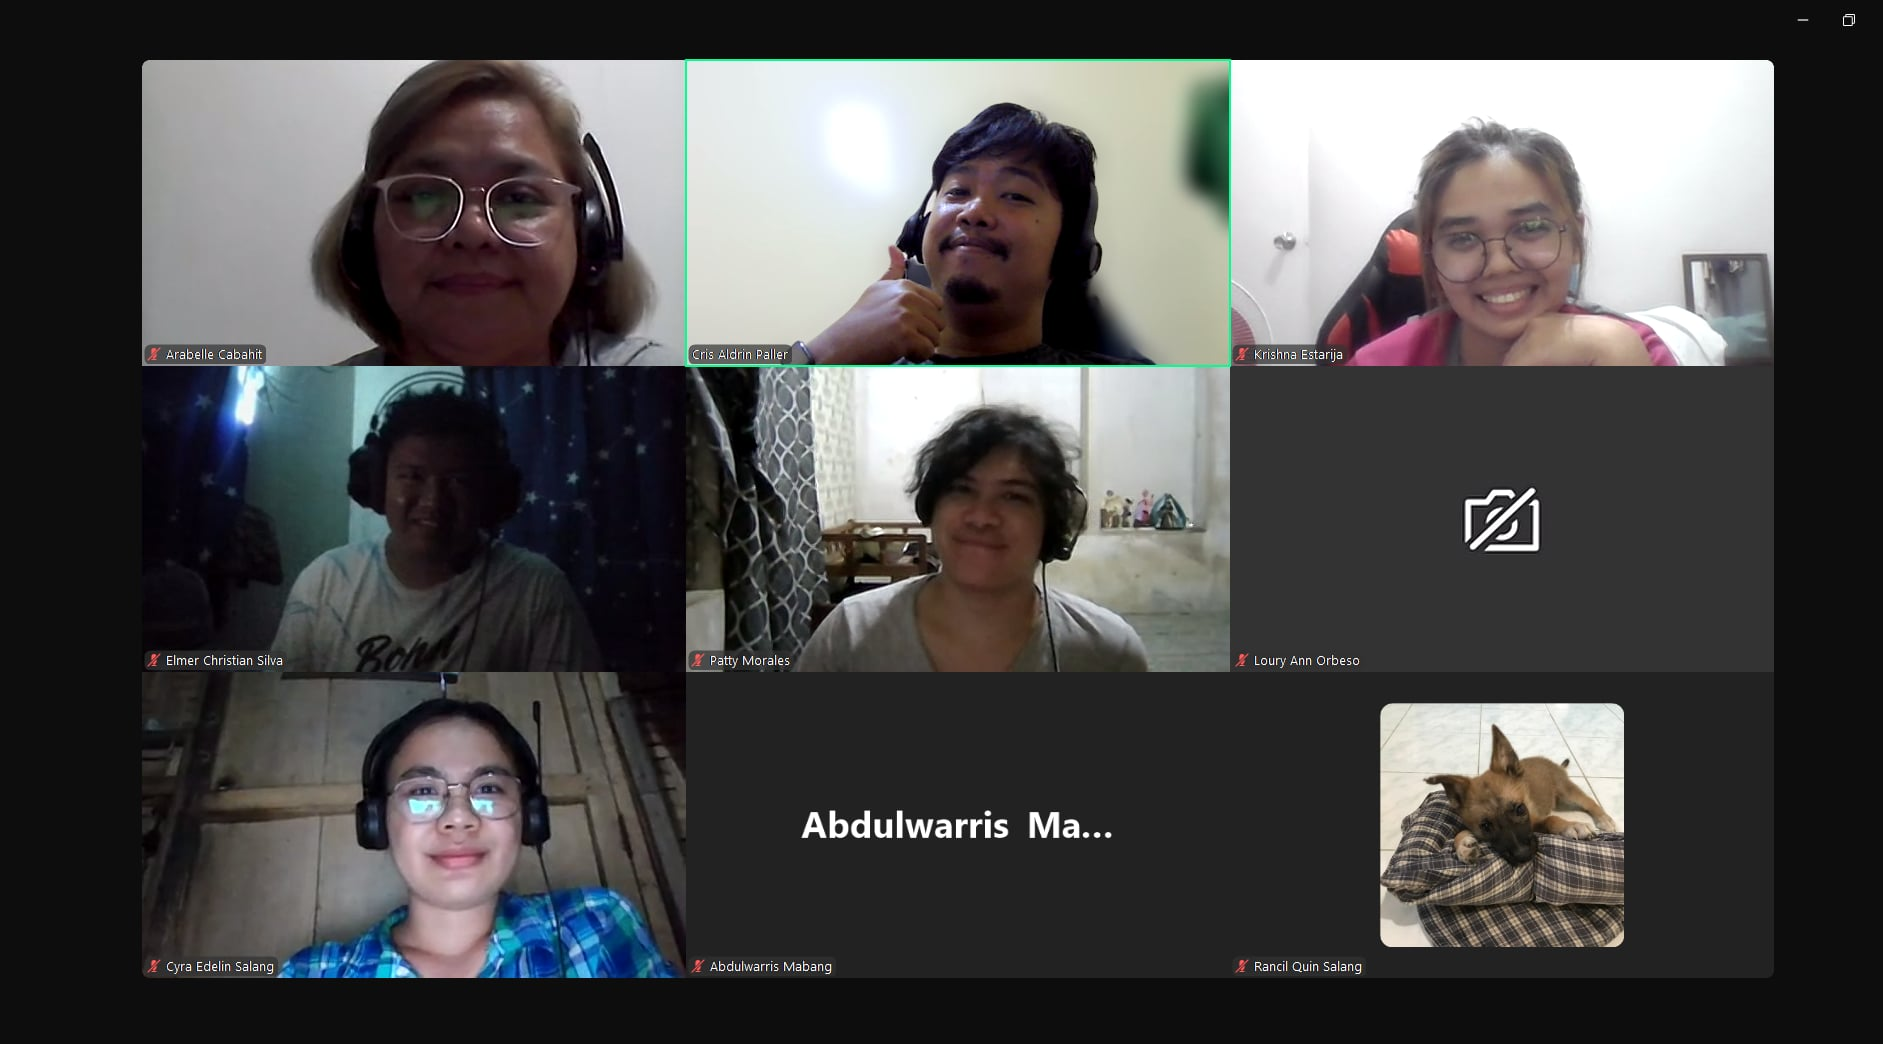 Arabelle Cabahit
Cris Aldrin Paller
Krishna Estarija
Elmer Christian Silva
Patty Morales
Loury Ann Orbeso
Cyra Edelin Salang
Abdulwarris Ma...
Abdulwarris Mabang
Rancil Quin Salang